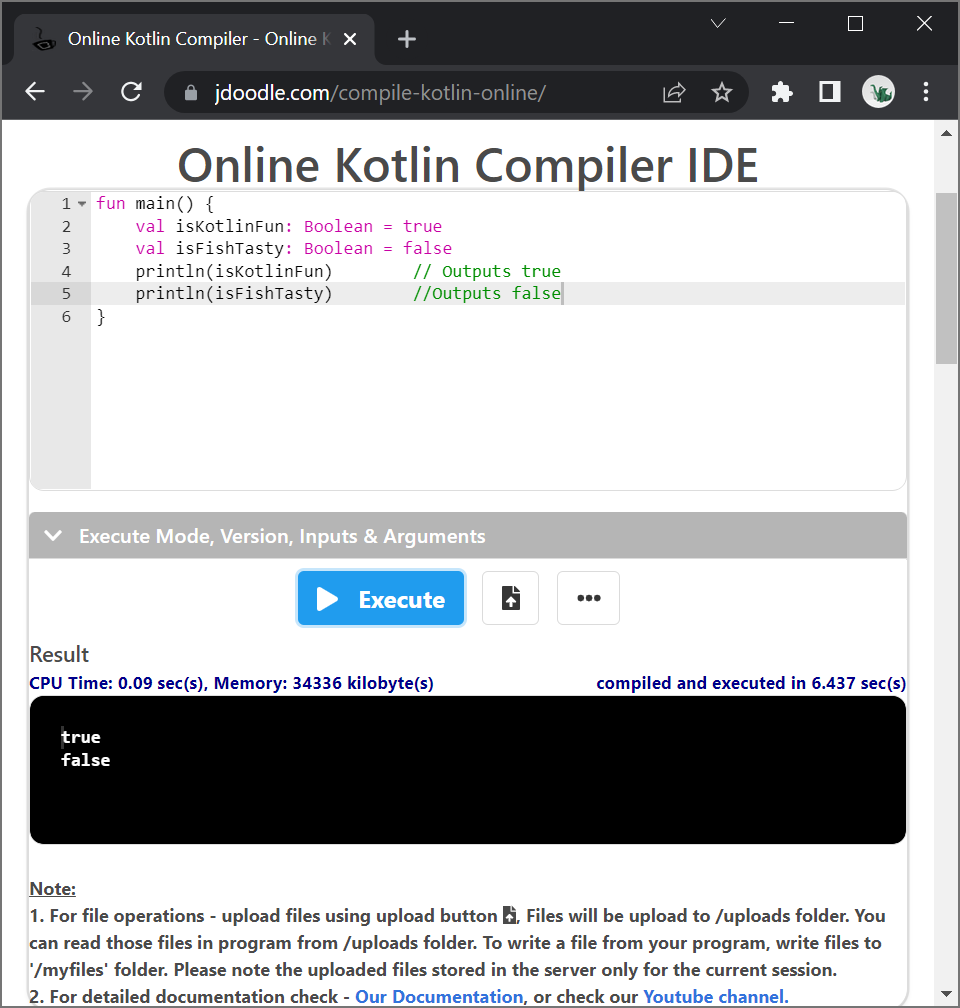 Online Kotlin Compiler - Online K
jdoodle.com/compile-kotlin-online/
Online Kotlin Compiler IDE
1 fun main() {
2 val isKotlinFun: Boolean = true
3 val isFishTasty: Boolean = false
4 println(isKotlinFun) // Outputs true
5 println(isFishTasty) //Outputs false
6 }
Execute Mode, Version, Inputs & Arguments
Execute
Result
CPU Time: 0.09 sec(s), Memory: 34336 kilobyte(s) compiled and executed in 6.437 sec(s)
true
false
Note:
1. For file operations - upload files using upload button , Files will be upload to /uploads folder. You
can read those files in program from /uploads folder. To write a file from your program, write files to
'/myfiles' folder. Please note the uploaded files stored in the server only for the current session.
2. For detailed documentation check - Our Documentation, or check our Youtube channel.